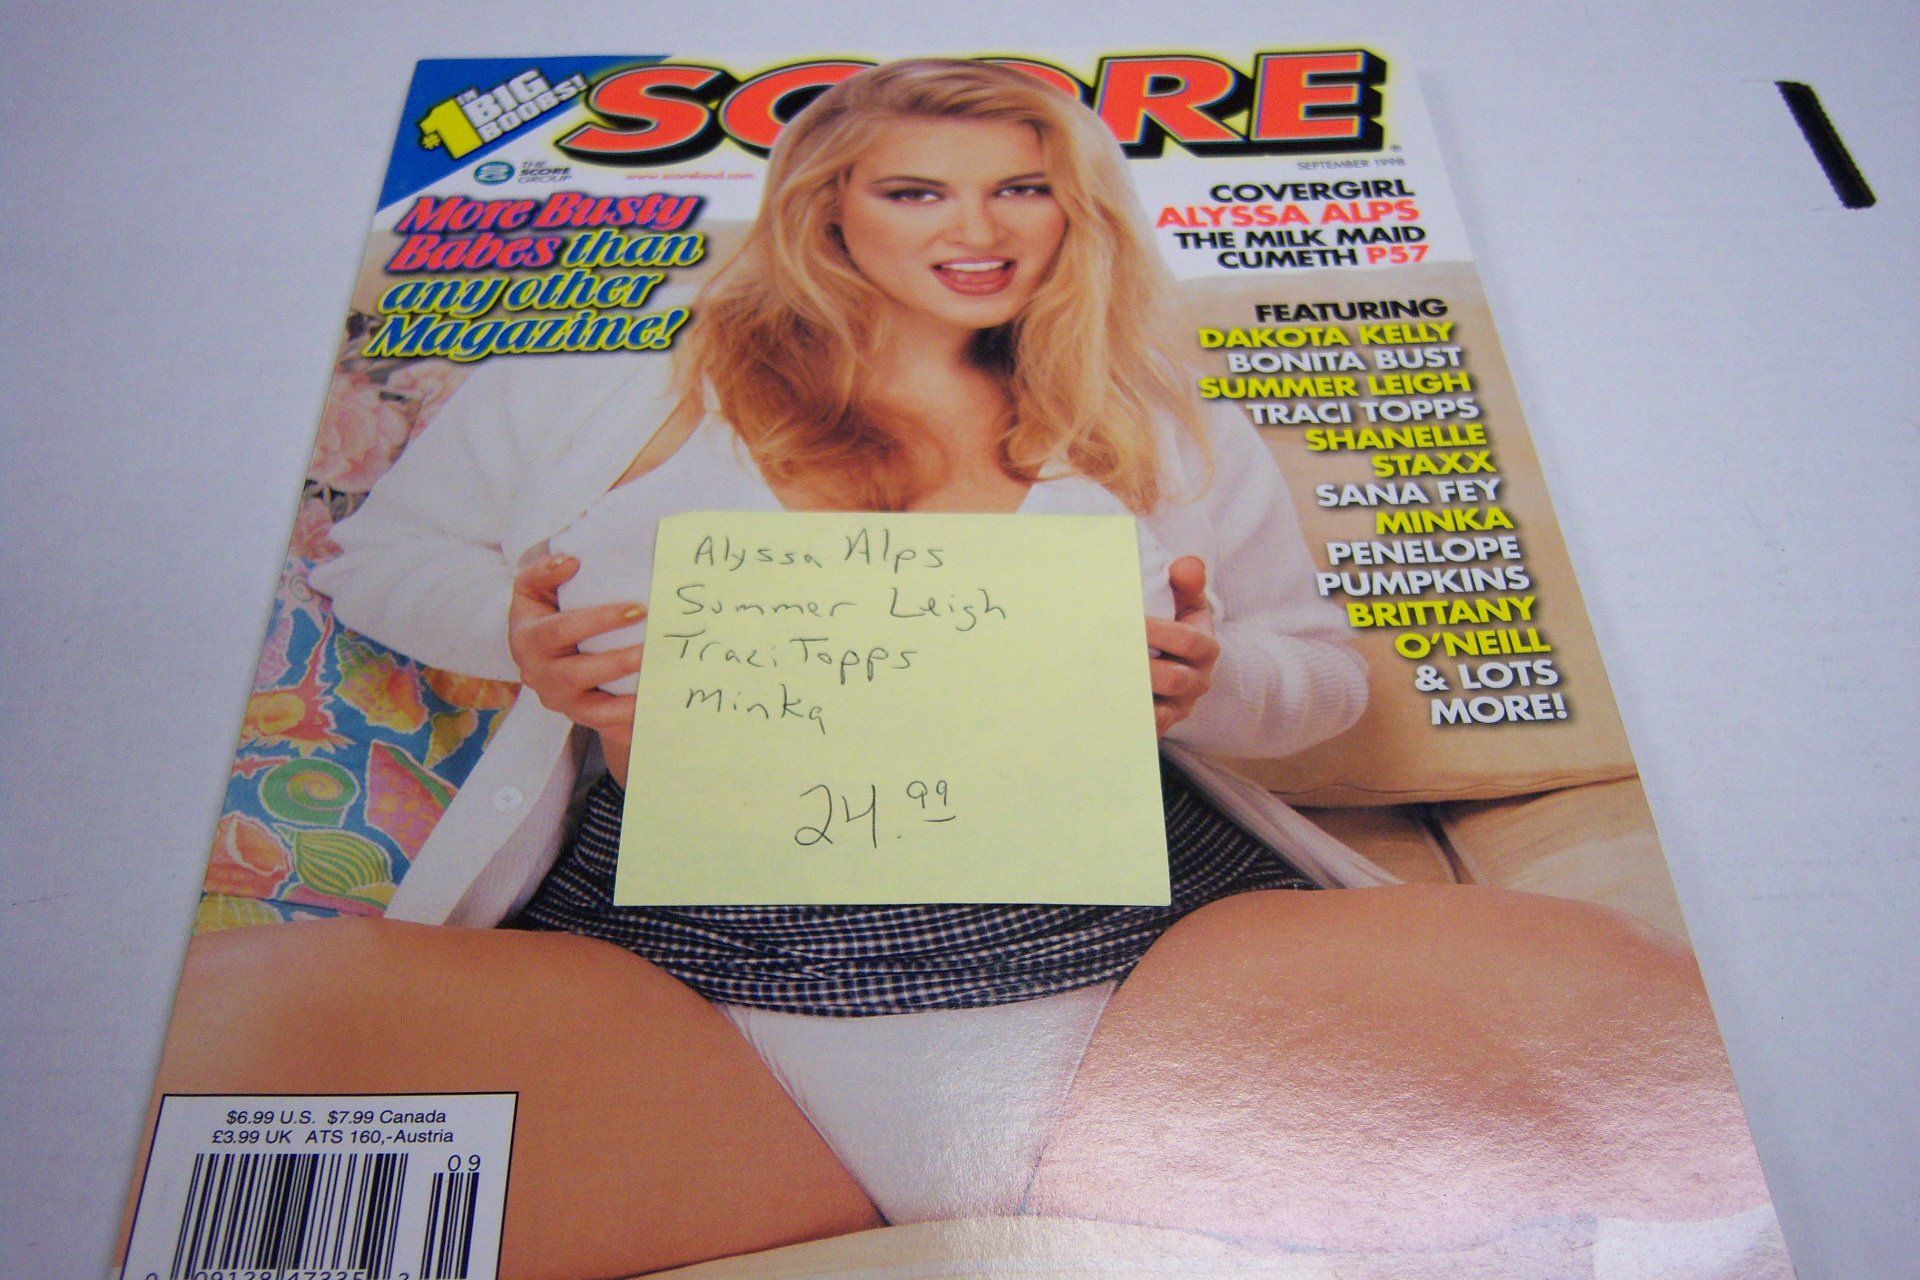 #1 IN BIG BOOBS!
SCORE
THE SCORE GROUP
www.scoreland.com
SEPTEMBER 1998
More Busty
Babes than
any other
Magazine!
COVERGIRL
ALYSSA ALPS
THE MILK MAID
CUMETH P57
FEATURING
DAKOTA KELLY
BONITA BUST
SUMMER LEIGH
TRACI TOPPS
SHANELLE
STAXX
SANA FEY
MINKA
PENELOPE
PUMPKINS
BRITTANY
O'NEILL
& LOTS
MORE!
Alyssa Alps
Summer Leigh
Traci Topps
Minka
24.99
$6.99 U.S. $7.99 Canada
£3.99 UK ATS 160,-Austria
09